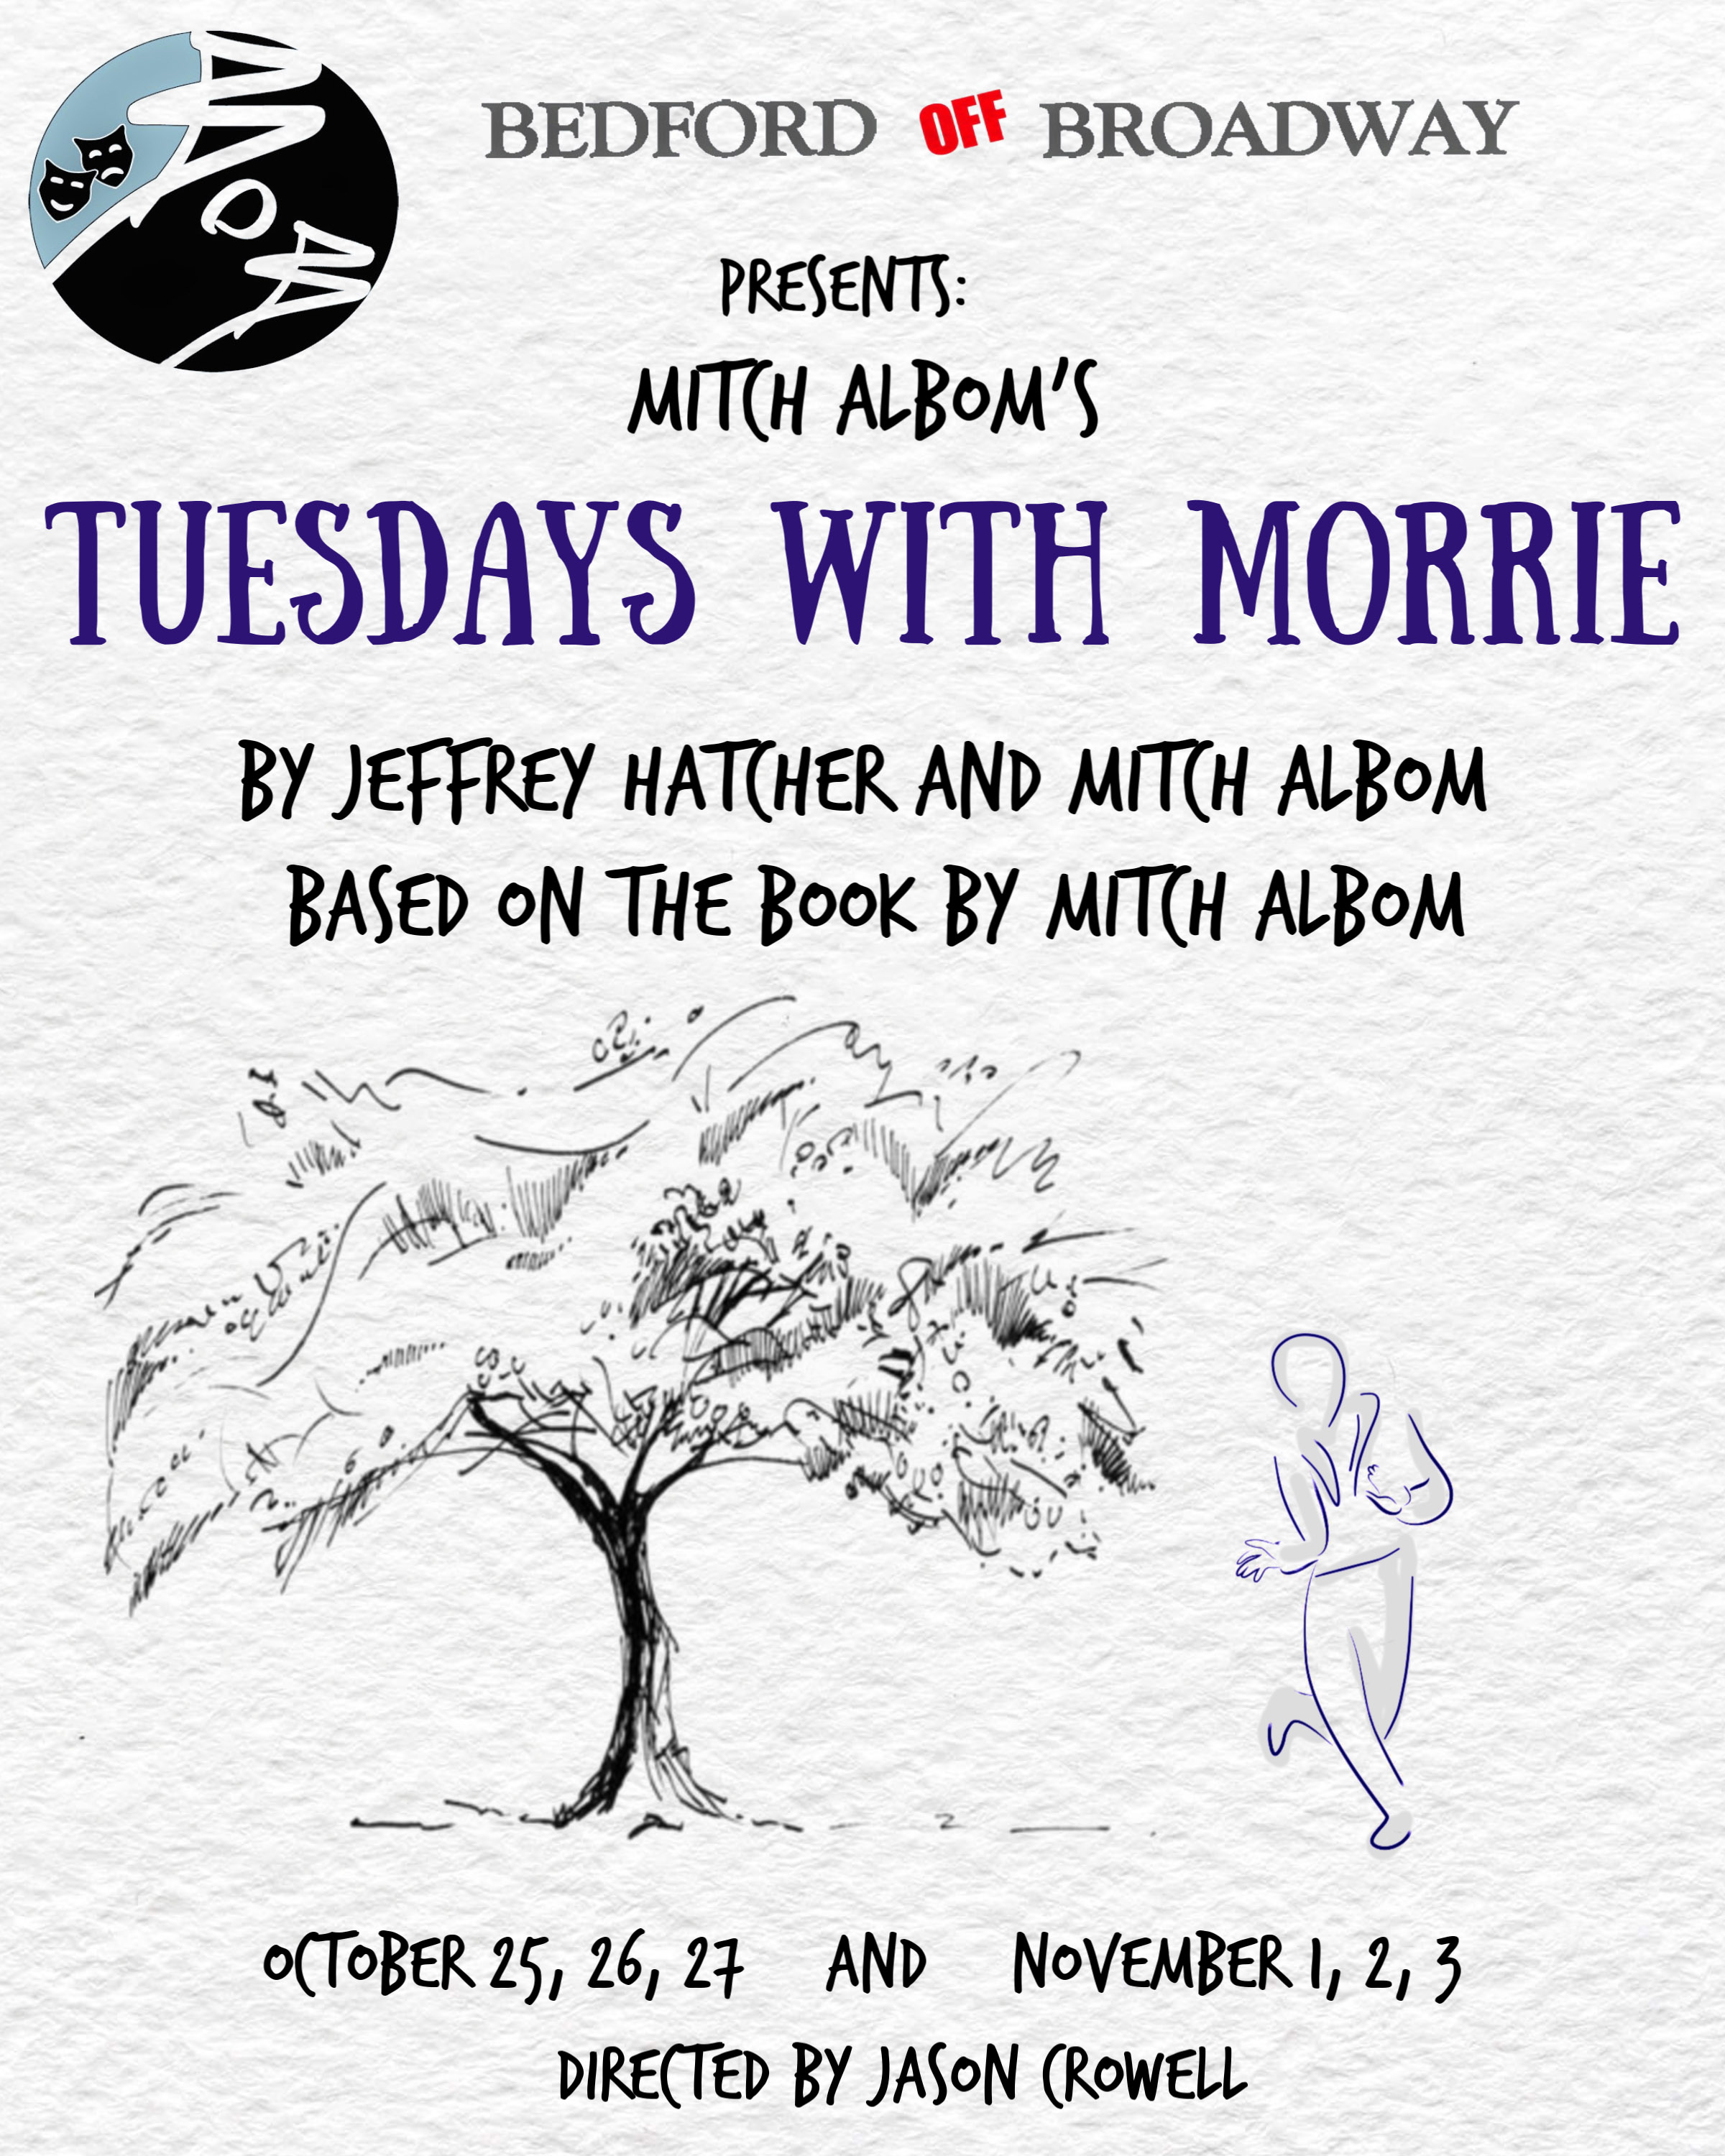 BEDFORD OFF BROADWAY
PRESENTS:
MITCH ALBOM'S
TUESDAYS WITH MORRIE
BY JEFFREY HATCHER AND MITCH ALBOM
BASED ON THE BOOK BY MITCH ALBOM
OCTOBER 25, 26, 27 AND NOVEMBER 1, 2, 3
DIRECTED BY JASON CROWELL